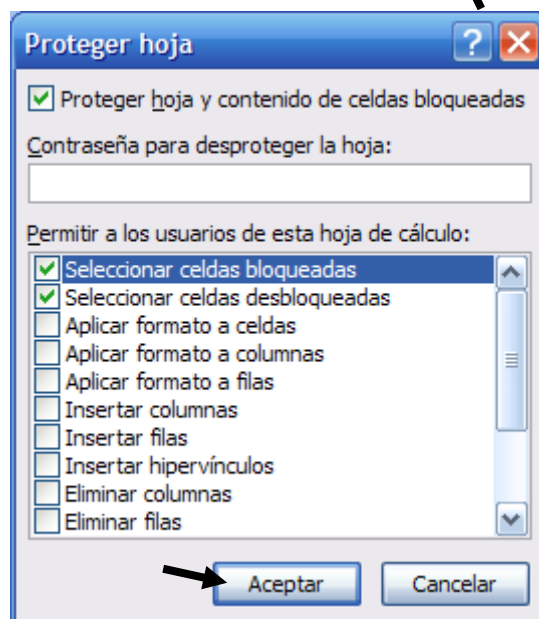 Proteger hoja
Proteger hoja y contenido de celdas bloqueadas
Contraseña para desproteger la hoja:
Permitir a los usuarios de esta hoja de cálculo:
Seleccionar celdas bloqueadas
Seleccionar celdas desbloqueadas
Aplicar formato a celdas
Aplicar formato a columnas
Aplicar formato a filas
Insertar columnas
Insertar filas
Insertar hipervínculos
Eliminar columnas
Eliminar filas
Aceptar Cancelar